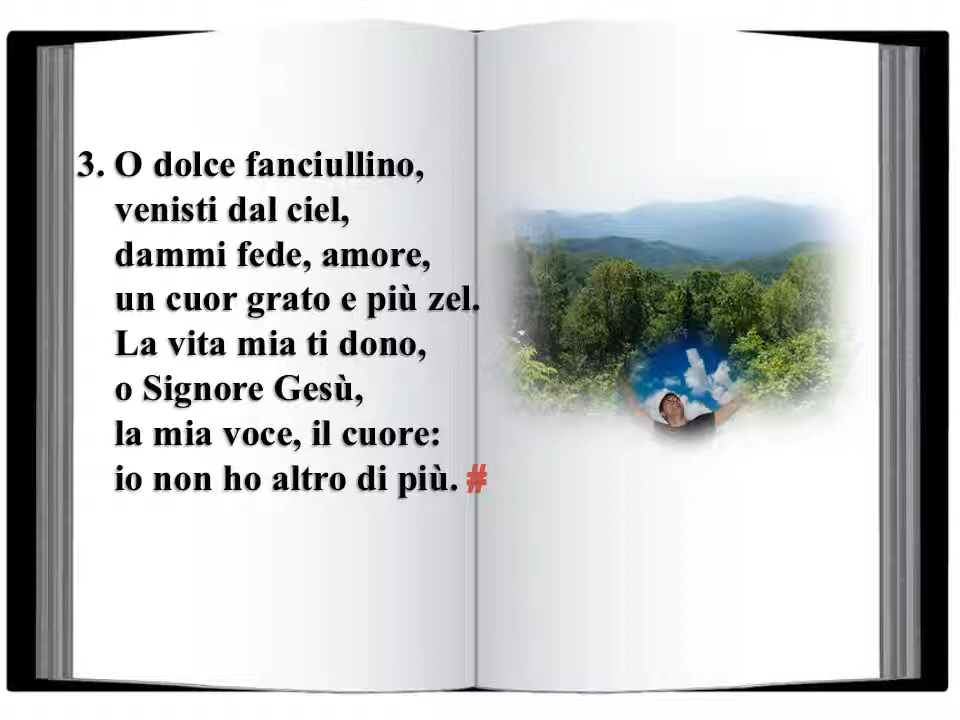 3. O dolce fanciullino,
venisti dal ciel,
dammi fede, amore,
un cuor grato e più zel.
La vita mia ti dono,
o Signore Gesù,
la mia voce, il cuore:
io non ho altro di più. #